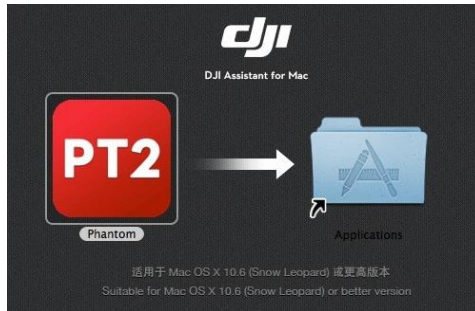 dji
DJI Assistant for Mac
PT2
Phantom
Applications
适用于 Mac OS X 10.6 (Snow Leopard) 或更高版本
Suitable for Mac OS X 10.6 (Snow Leopard) or better version